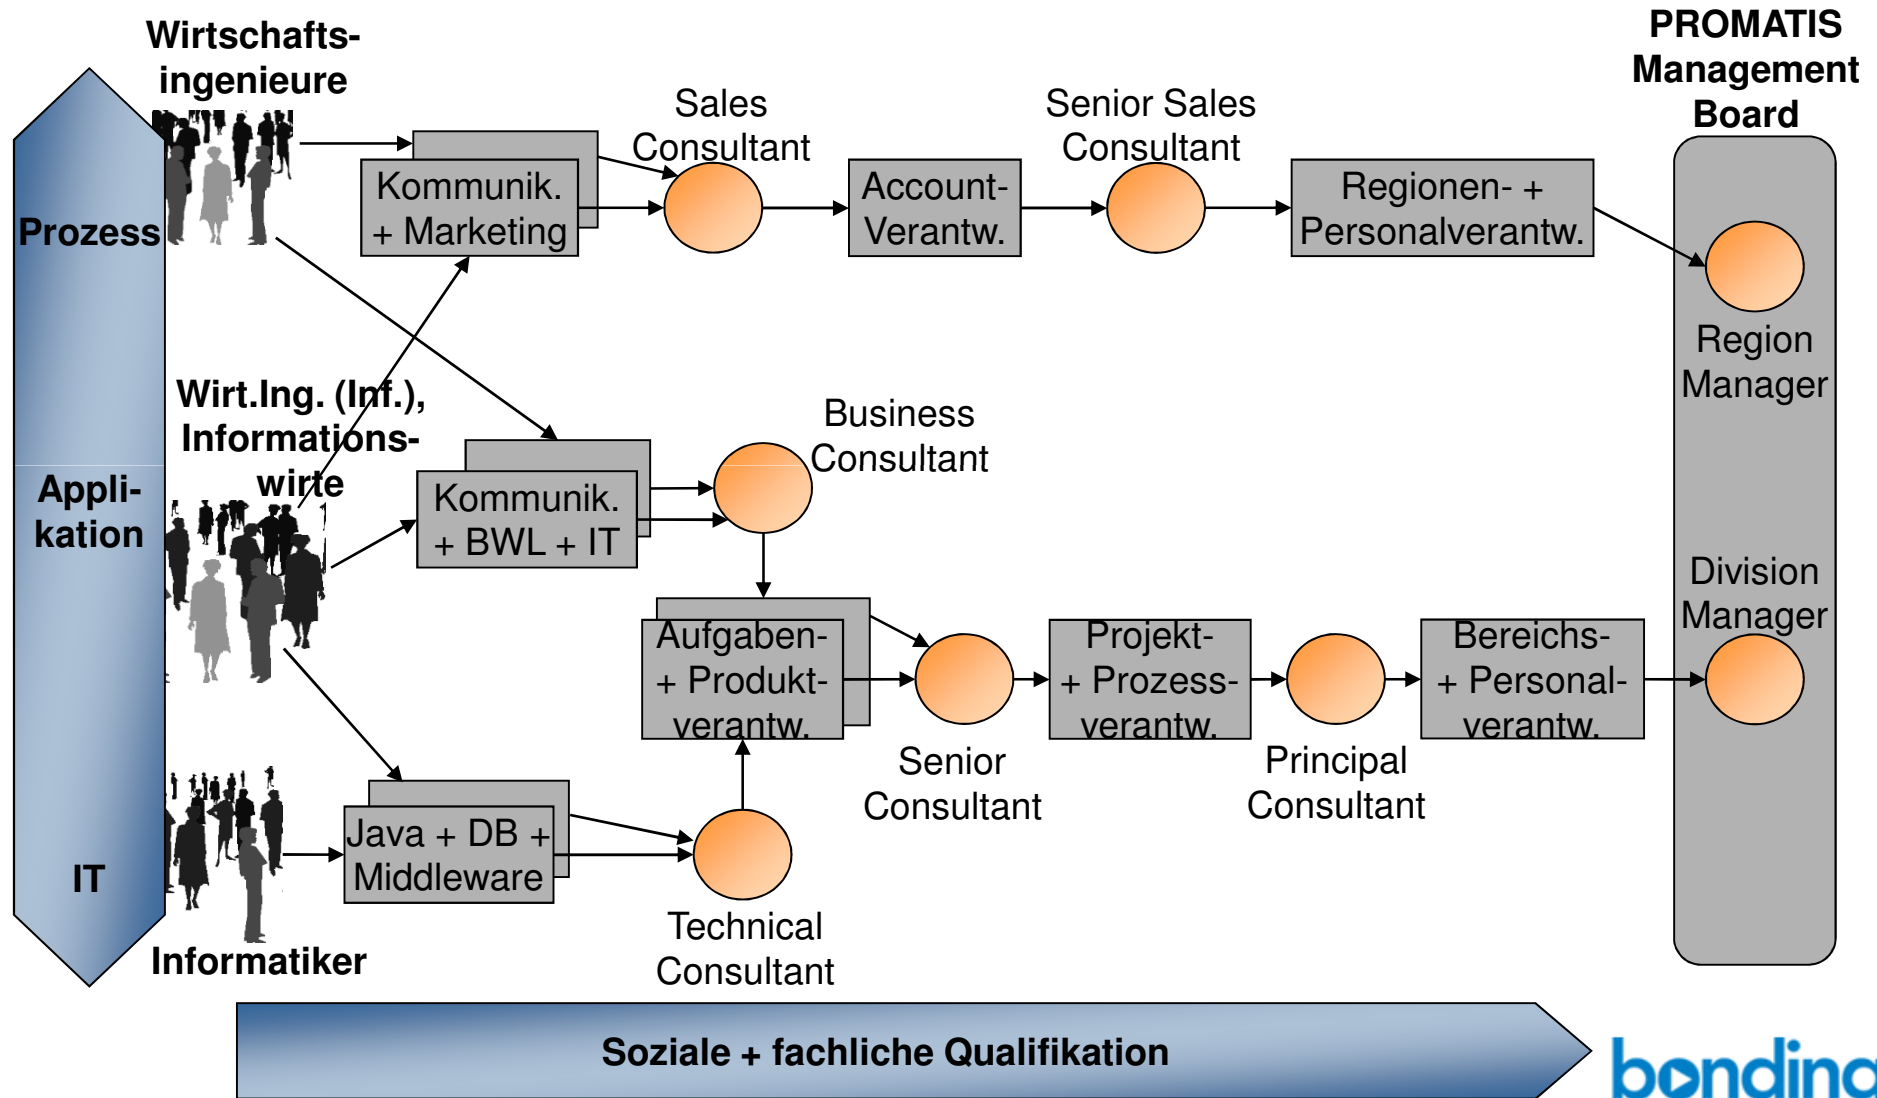 Wirtschafts-
ingenieure
PROMATIS
Management
Board
Sales
Consultant
Senior Sales
Consultant
Prozess
Kommunik.
+ Marketing
Account-
Verantw.
Regionen- +
Personalverantw.
Region
Manager
Wirt.Ing. (Inf.),
Informations-
wirte
Business
Consultant
Appli-
kation
Kommunik.
+ BWL + IT
Division
Manager
Aufgaben-
+ Produkt-
verantw.
Projekt-
+ Prozess-
verantw.
Bereichs-
+ Personal-
verantw.
Senior
Consultant
Principal
Consultant
IT
Java + DB +
Middleware
Technical
Consultant
Informatiker
Soziale + fachliche Qualifikation
bonding